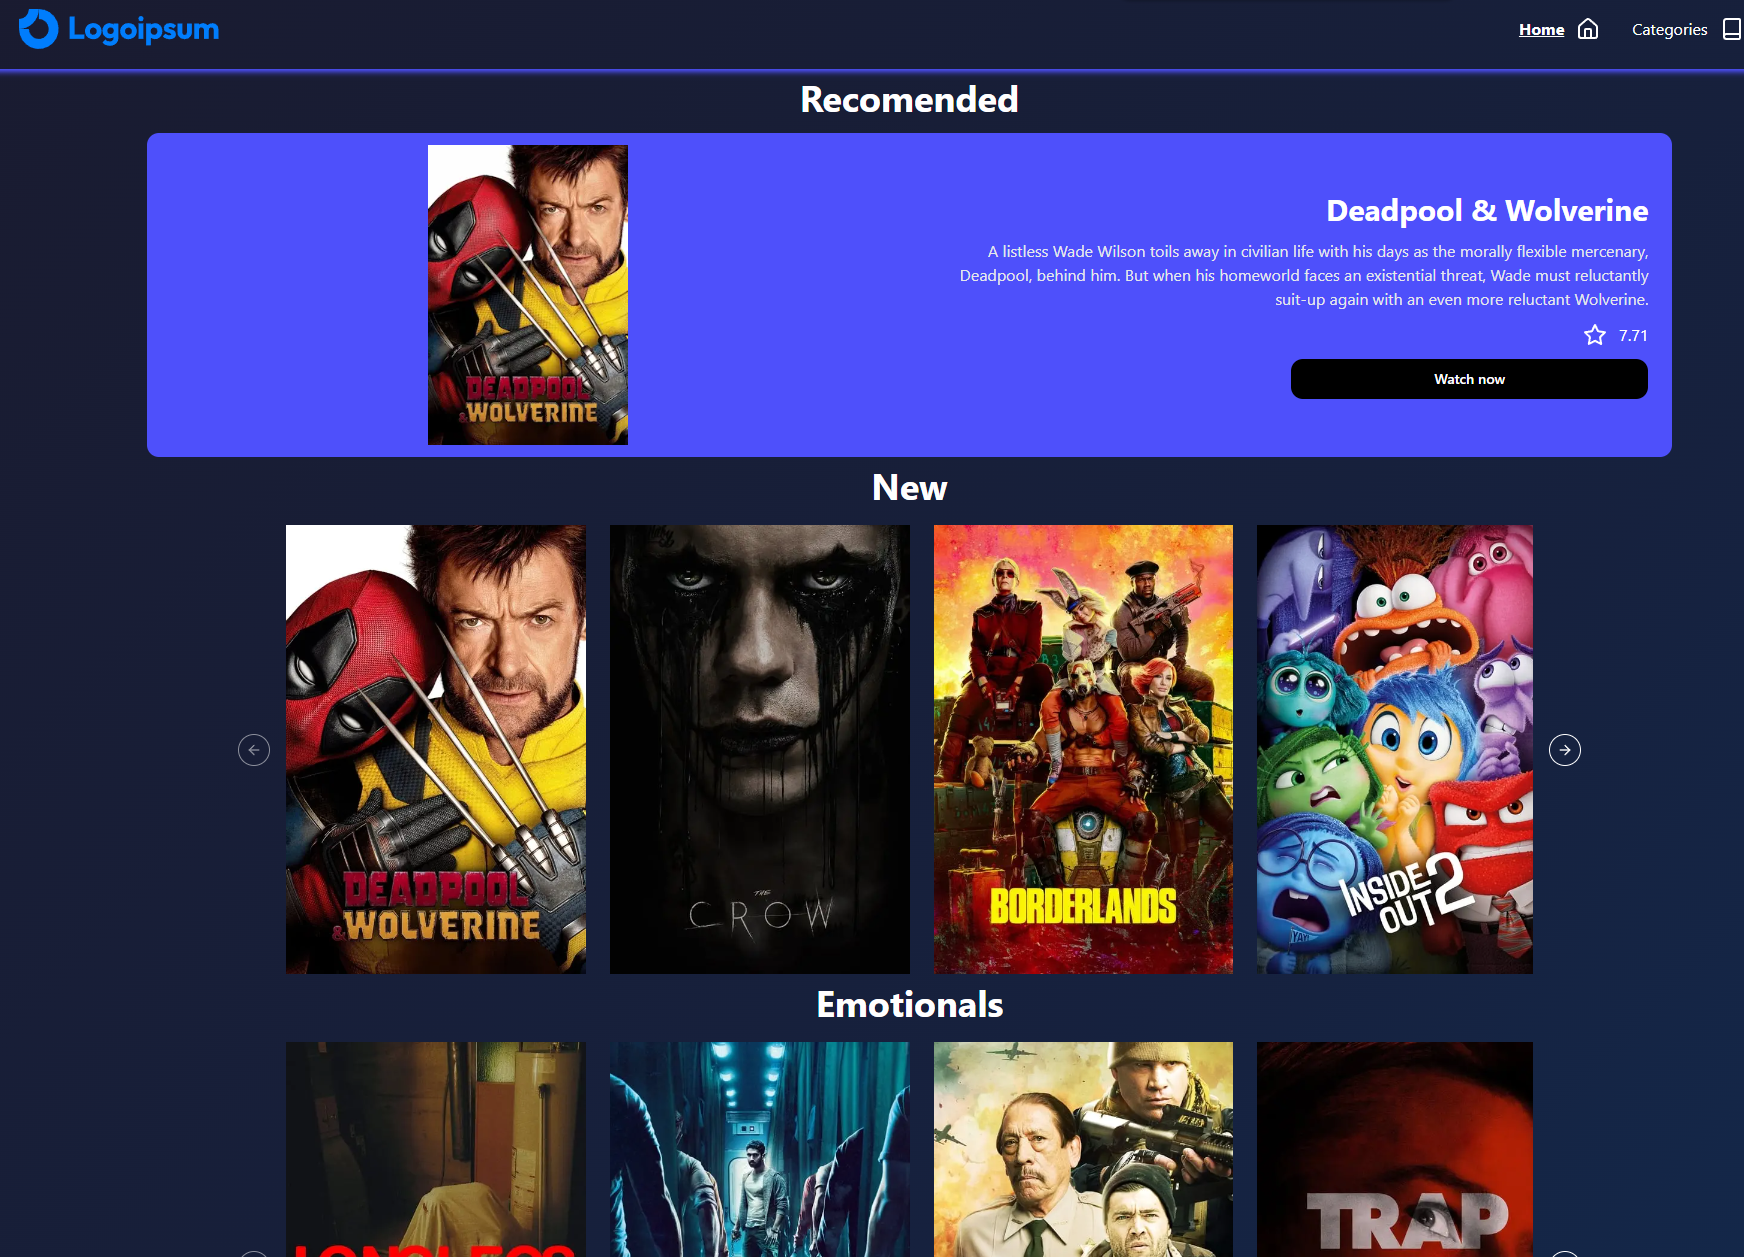 Logoipsum
Home
Categories
Recomended
DEADPOOL
& WOLVERINE
Deadpool & Wolverine
A listless Wade Wilson toils away in civilian life with his days as the morally flexible mercenary,
Deadpool, behind him. But when his homeworld faces an existential threat, Wade must reluctantly
suit-up again with an even more reluctant Wolverine.
7.71
Watch now
New
DEADPOOL
& WOLVERINE
THE
CROW
BORDERLANDS
INSIDE
OUT 2
Emotionals
LONGLEGS
TRAP